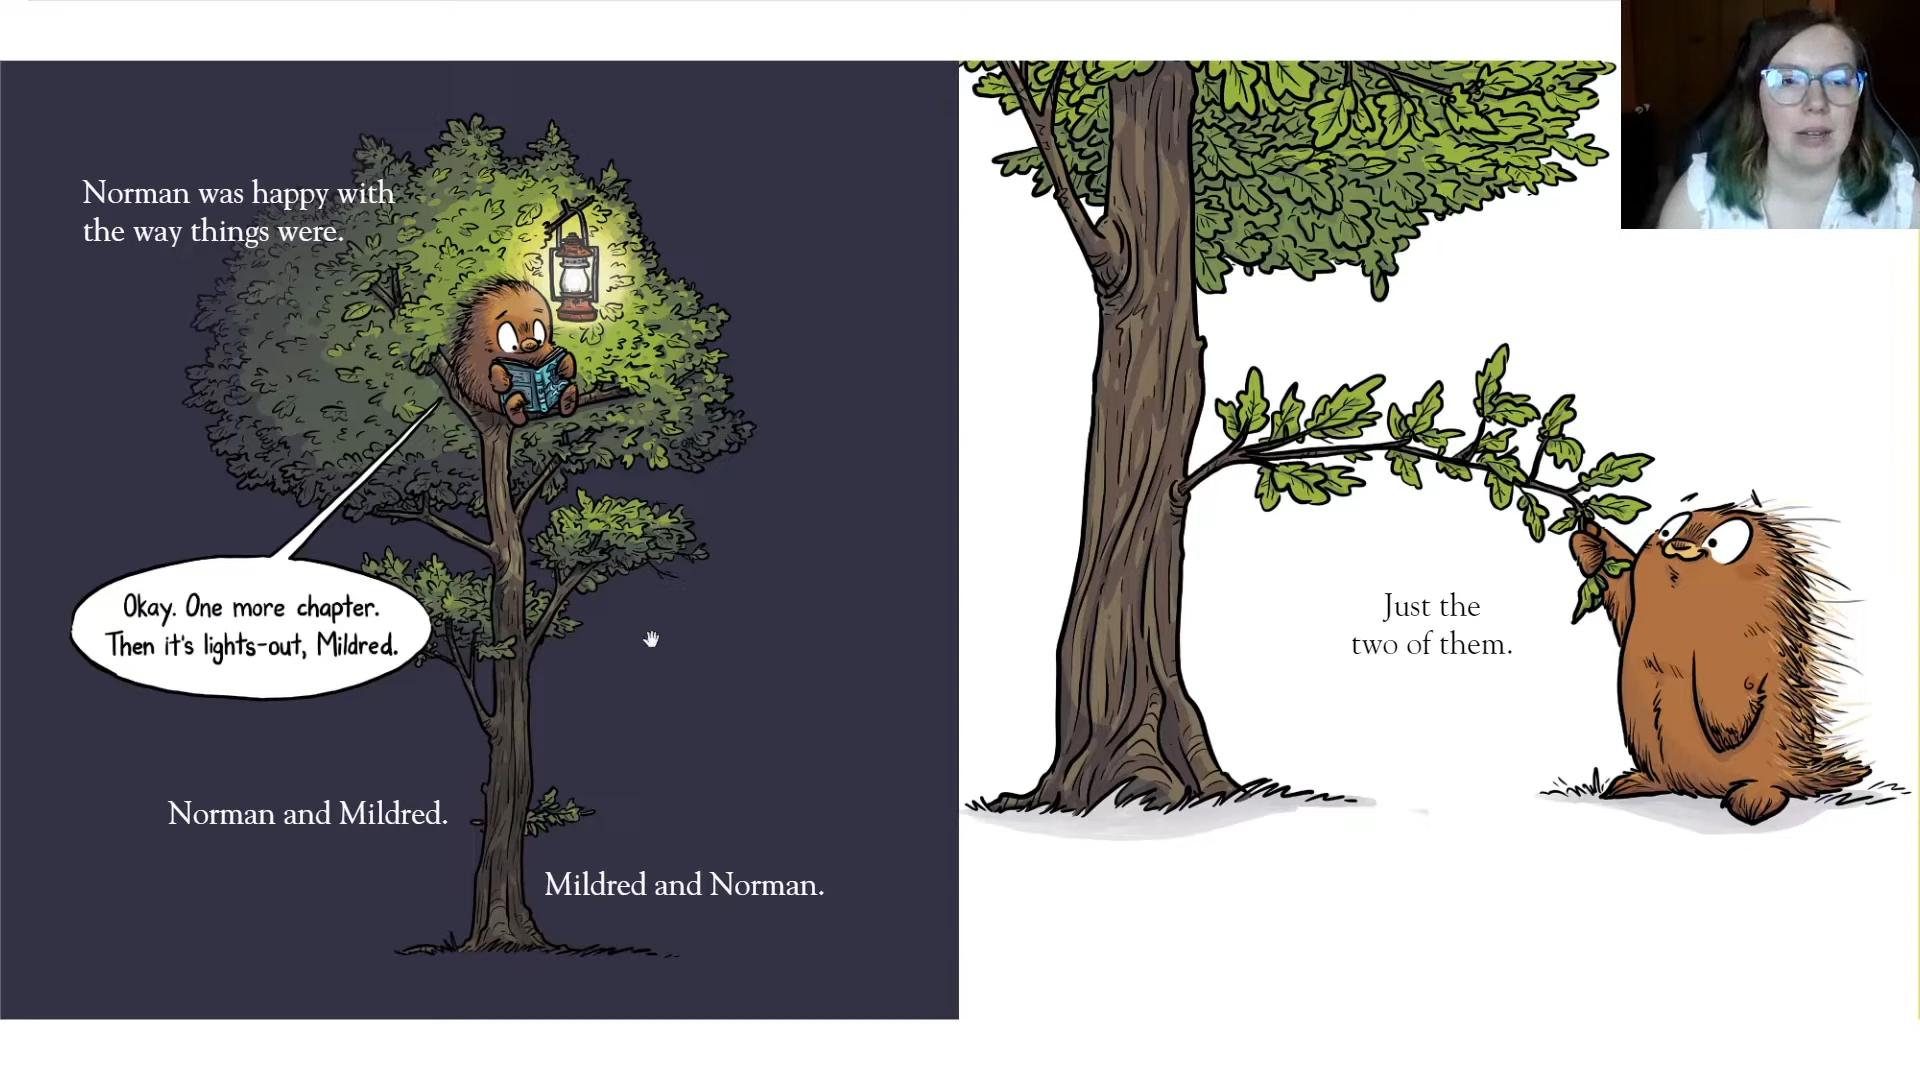 Norman was happy with
the way things were.
Okay. One more chapter.
Then it's lights-out, Mildred.
Norman and Mildred.
Mildred and Norman.
Just the
two of them.